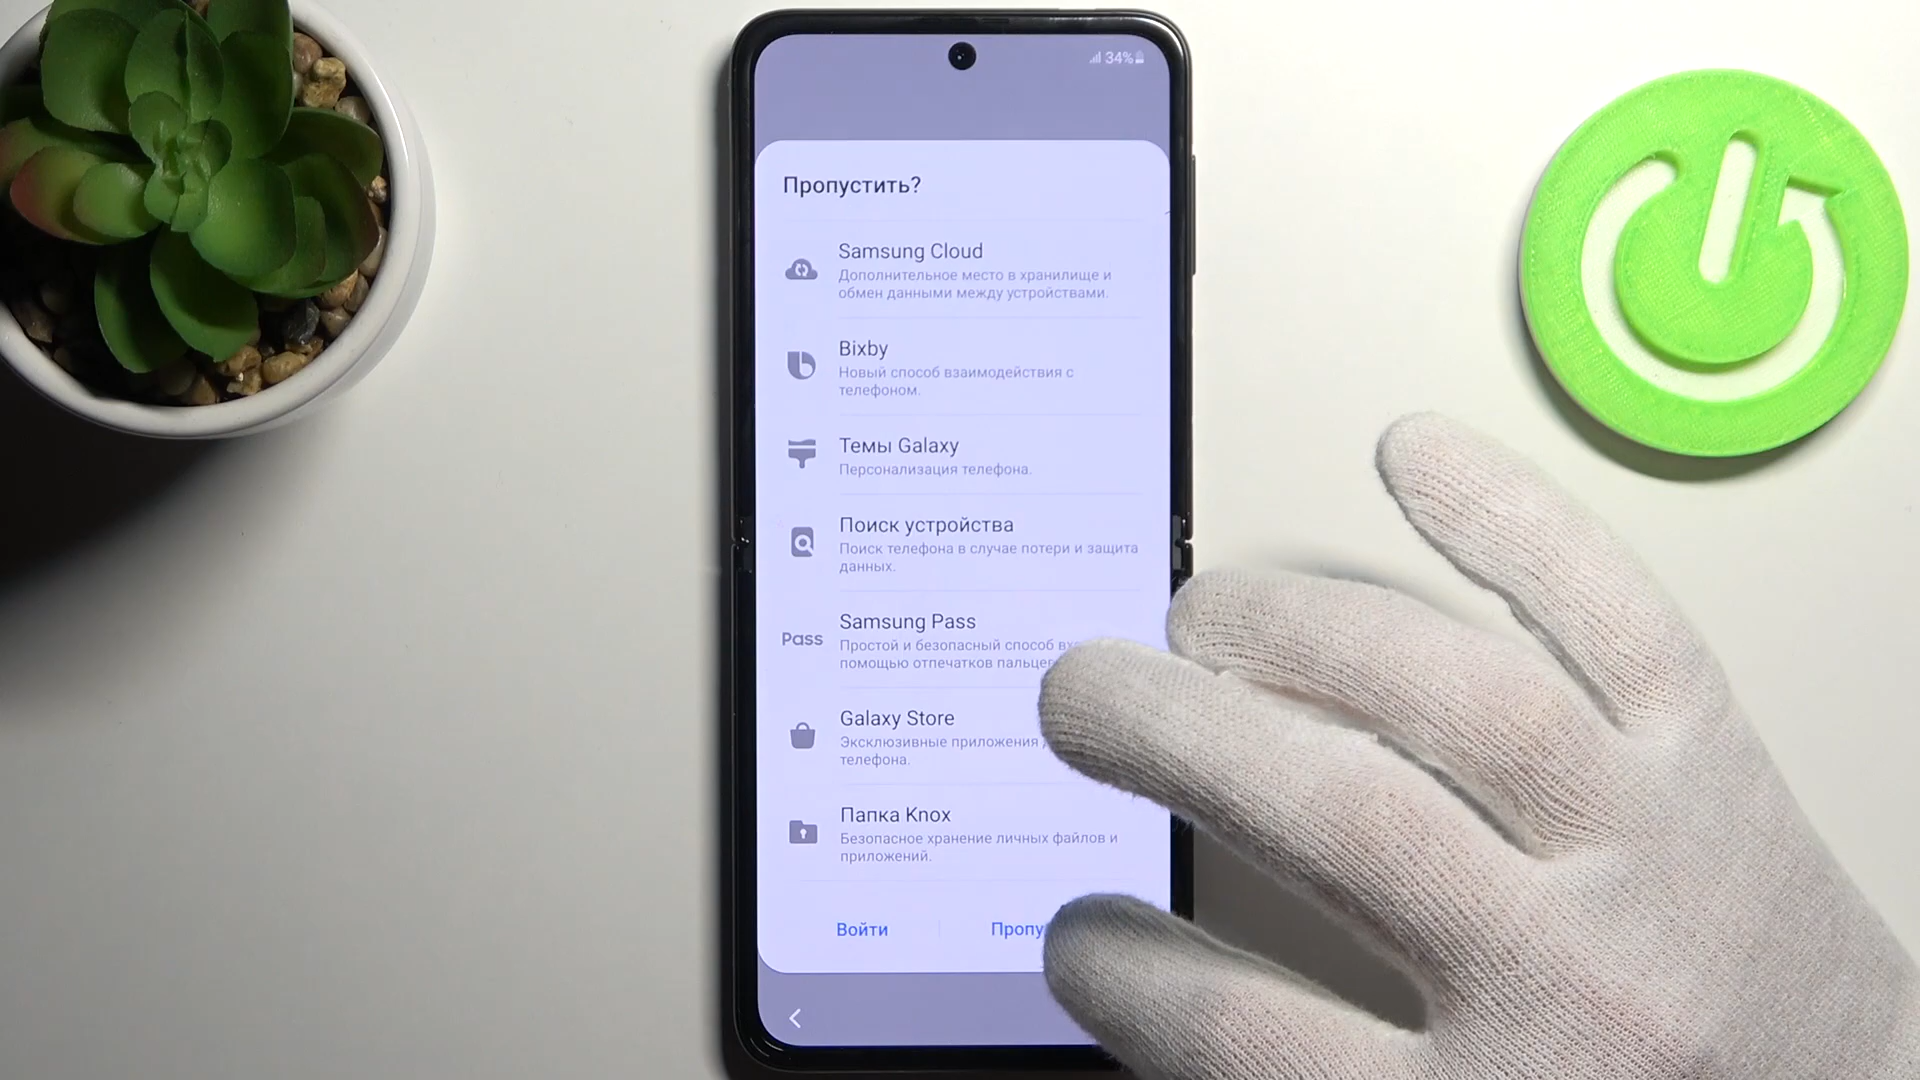 34%
Пропустить?
Samsung Cloud
Дополнительное место в хранилище и
обмен данными между устройствами.
Bixby
Новый способ взаимодействия с
телефоном.
Темы Galaxy
Персонализация телефона.
Поиск устройства
Поиск телефона в случае потери и защита
данных.
Pass
Samsung Pass
Простой и безопасный способ
помощью отпечатков
Galaxy Store
Эксклюзивные приложения
телефона.
Папка Knox
Безопасное хранение личных файлов и
приложений.
Войти